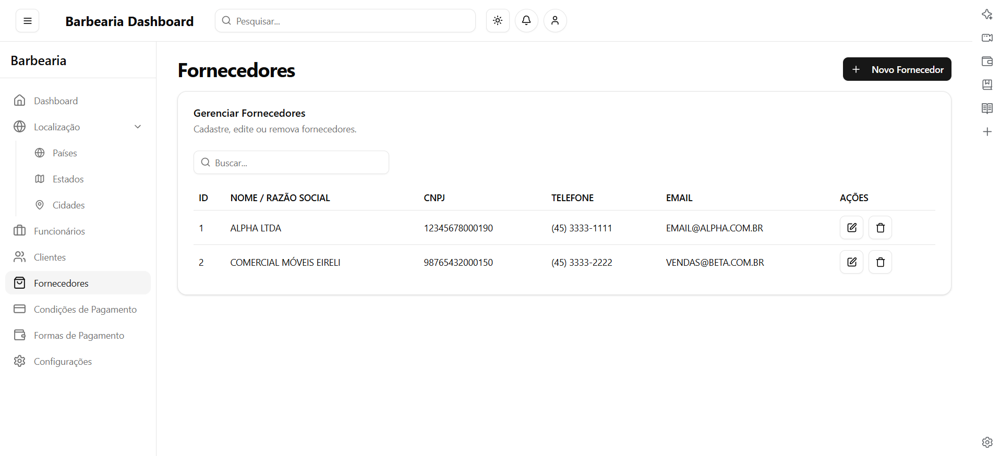 Barbearia Dashboard
Pesquisar...
Barbearia
Dashboard
Localização
Países
Estados
Cidades
Funcionários
Clientes
Fornecedores
Condições de Pagamento
Formas de Pagamento
Configurações
Fornecedores
Novo Fornecedor
Gerenciar Fornecedores
Cadastre, edite ou remova fornecedores.
Buscar...
ID NOME / RAZÃO SOCIAL CNPJ TELEFONE EMAIL AÇÕES
1 ALPHA LTDA 12345678000190 (45) 3333-1111 EMAIL@ALPHA.COM.BR
2 COMERCIAL MÓVEIS EIRELI 98765432000150 (45) 3333-2222 VENDAS@BETA.COM.BR